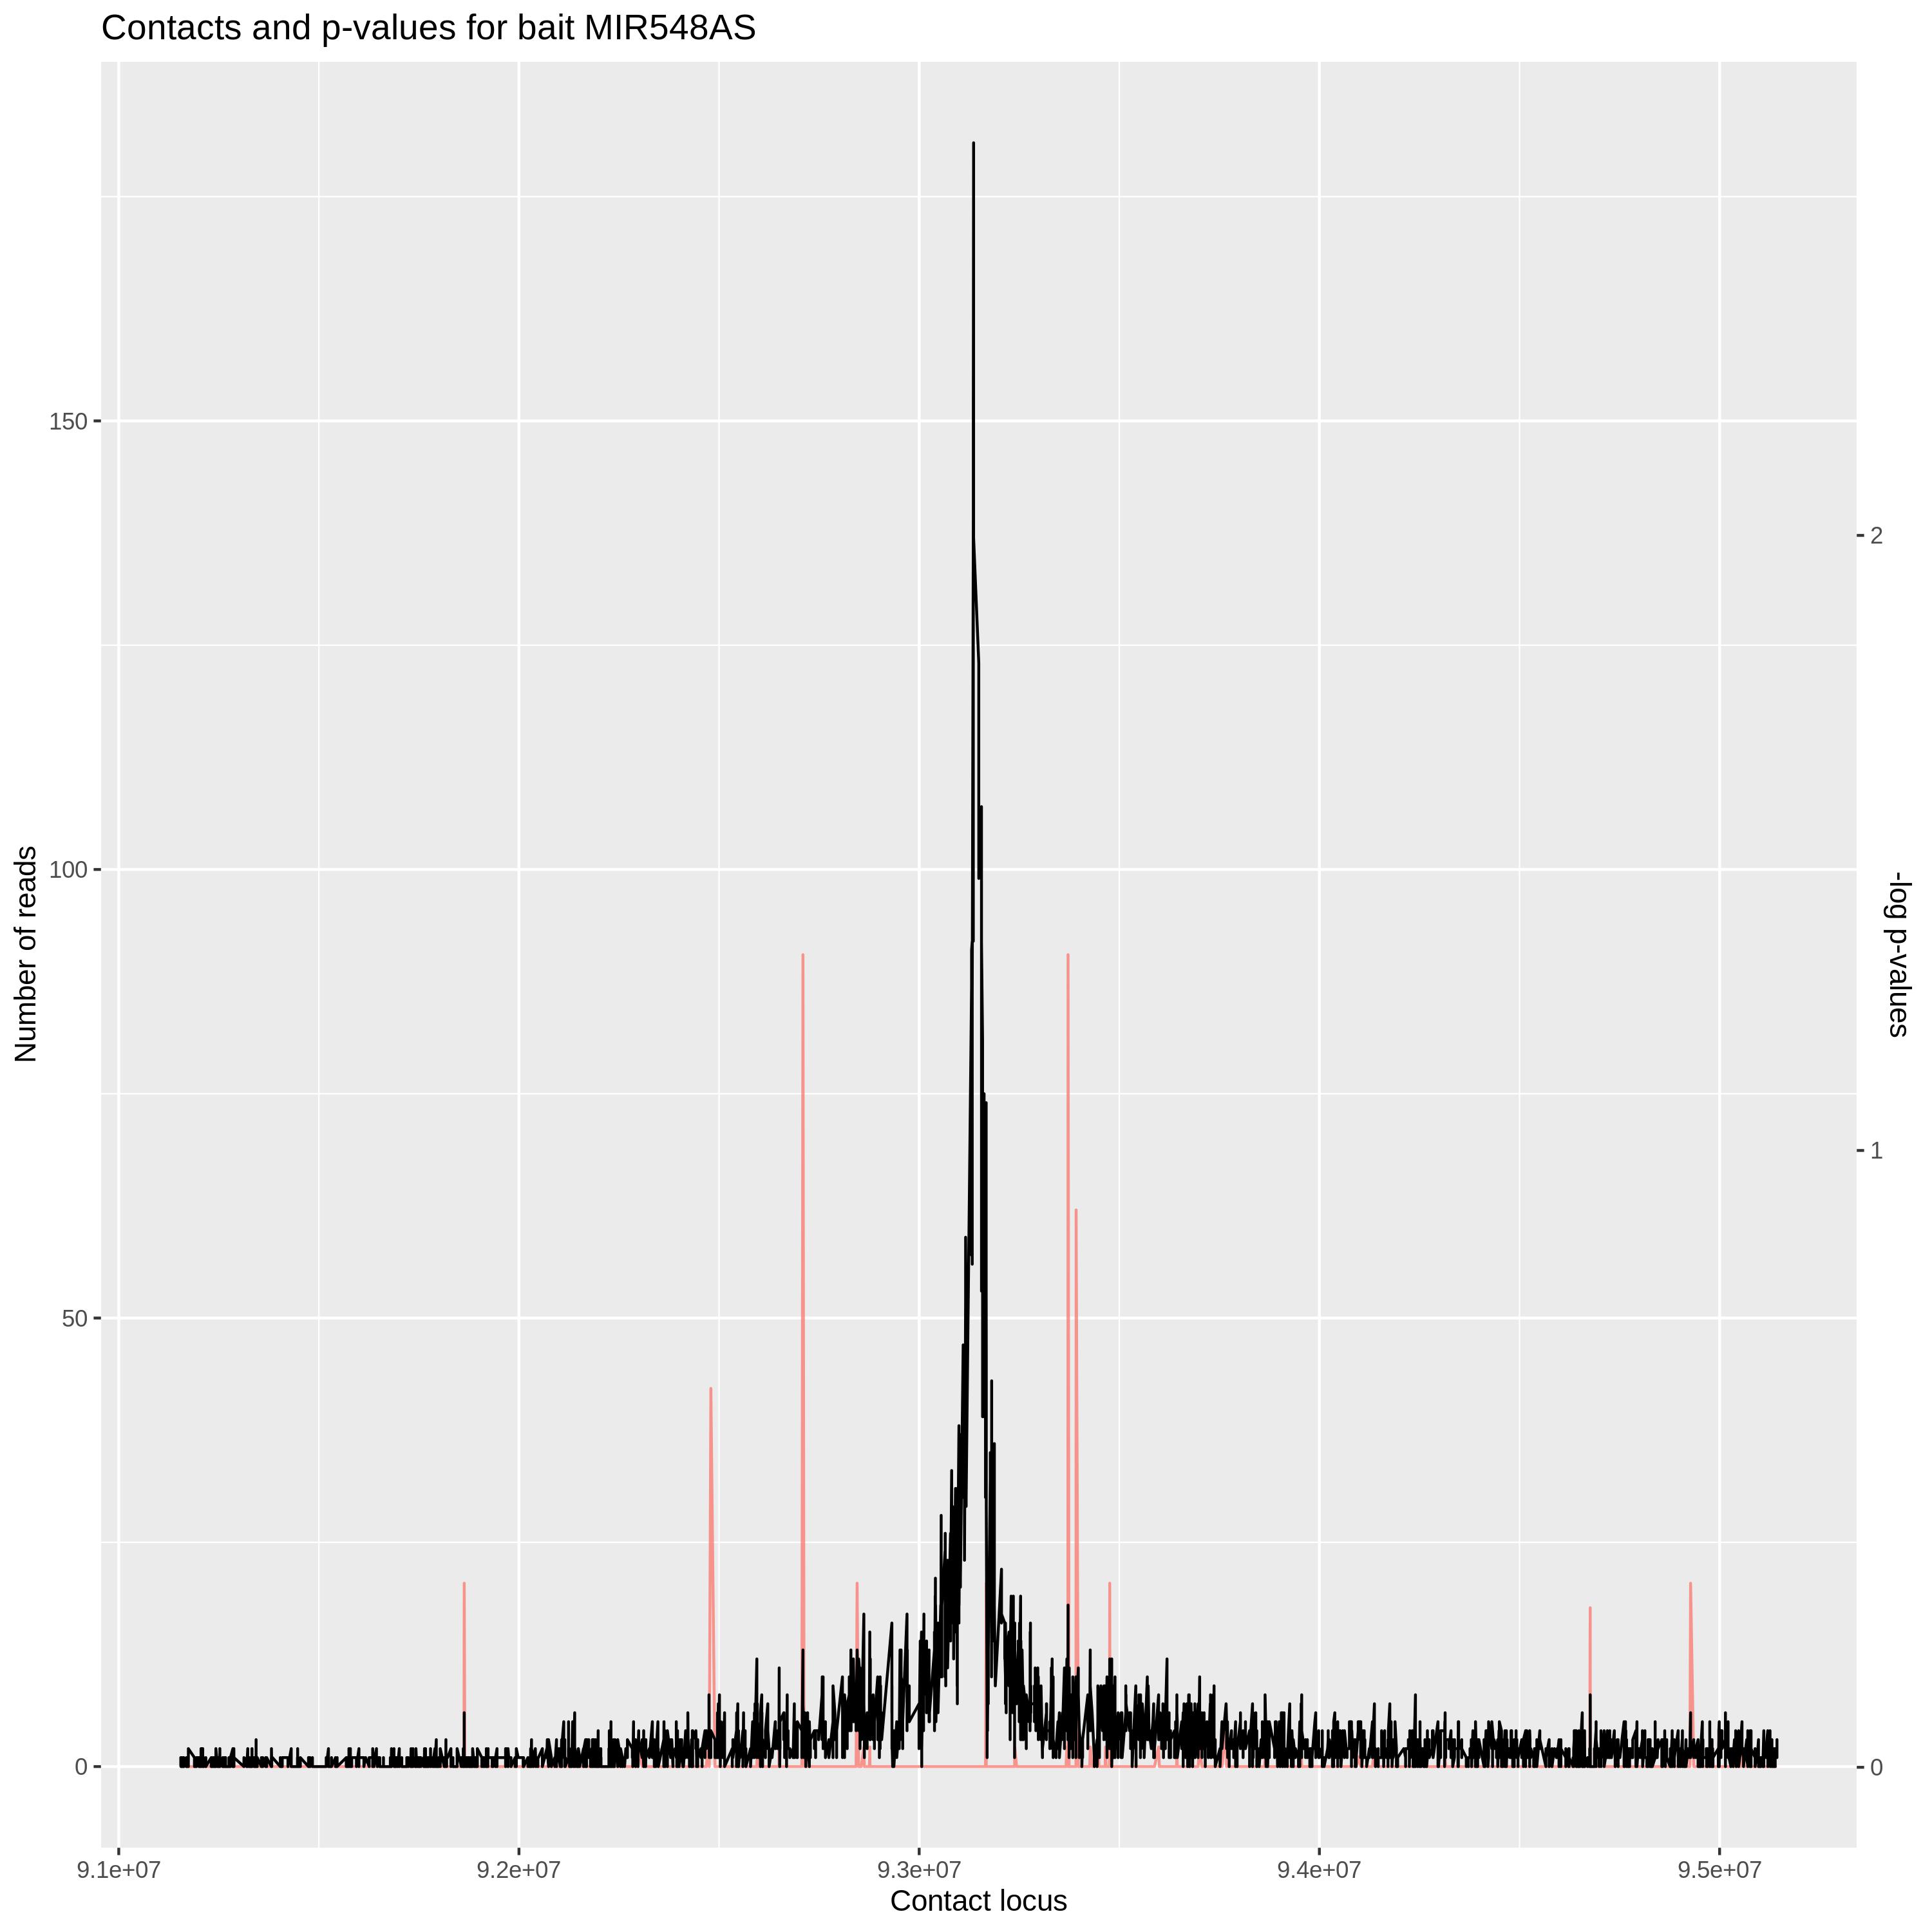 Contacts and p-values for bait MIR548AS
Number of reads
150
100
50
0
2
1
0
-log p-values
9.1e+07 9.2e+07 9.3e+07 9.4e+07 9.5e+07
Contact locus